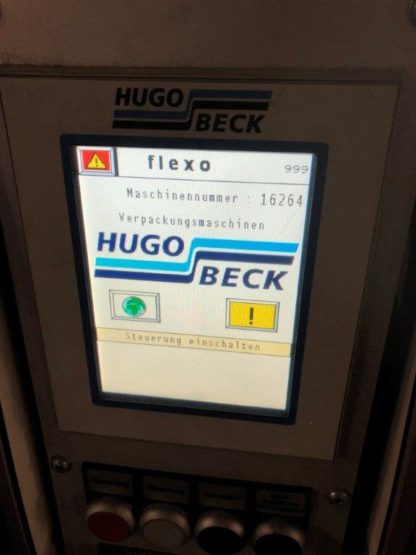 HUGO
BECK
flexo
999
Maschinennummer : 16264
Verpackungsmaschinen
HUGO
BECK
!
Steuerung einschalten